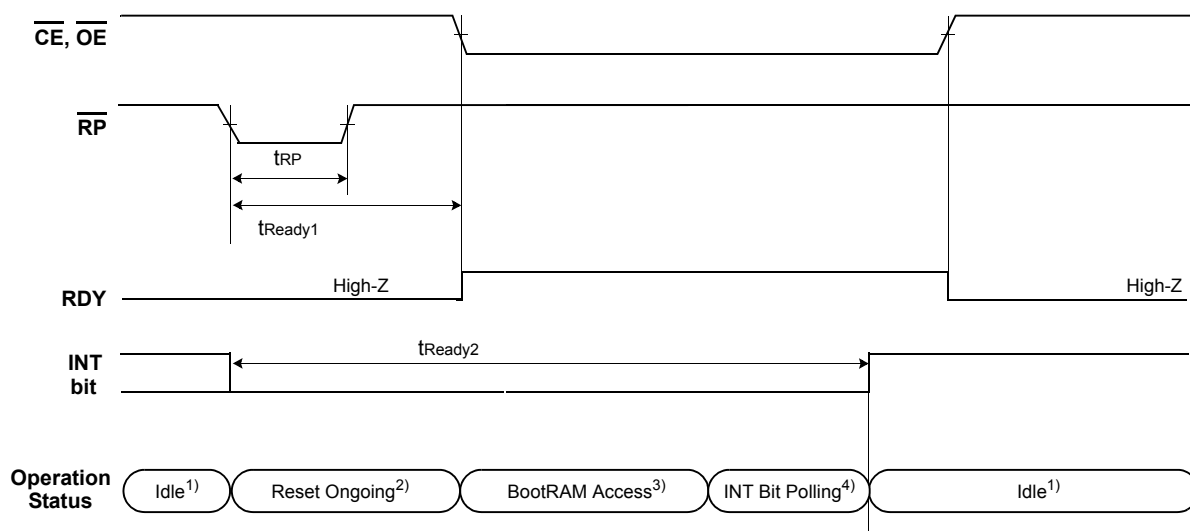 CE, OE
RP
tRP
tReady1
RDY
High-Z
High-Z
INT
bit
tReady2
Operation
Status
Idle1)
Reset Ongoing2)
BootRAM Access3)
INT Bit Polling4)
Idle1)